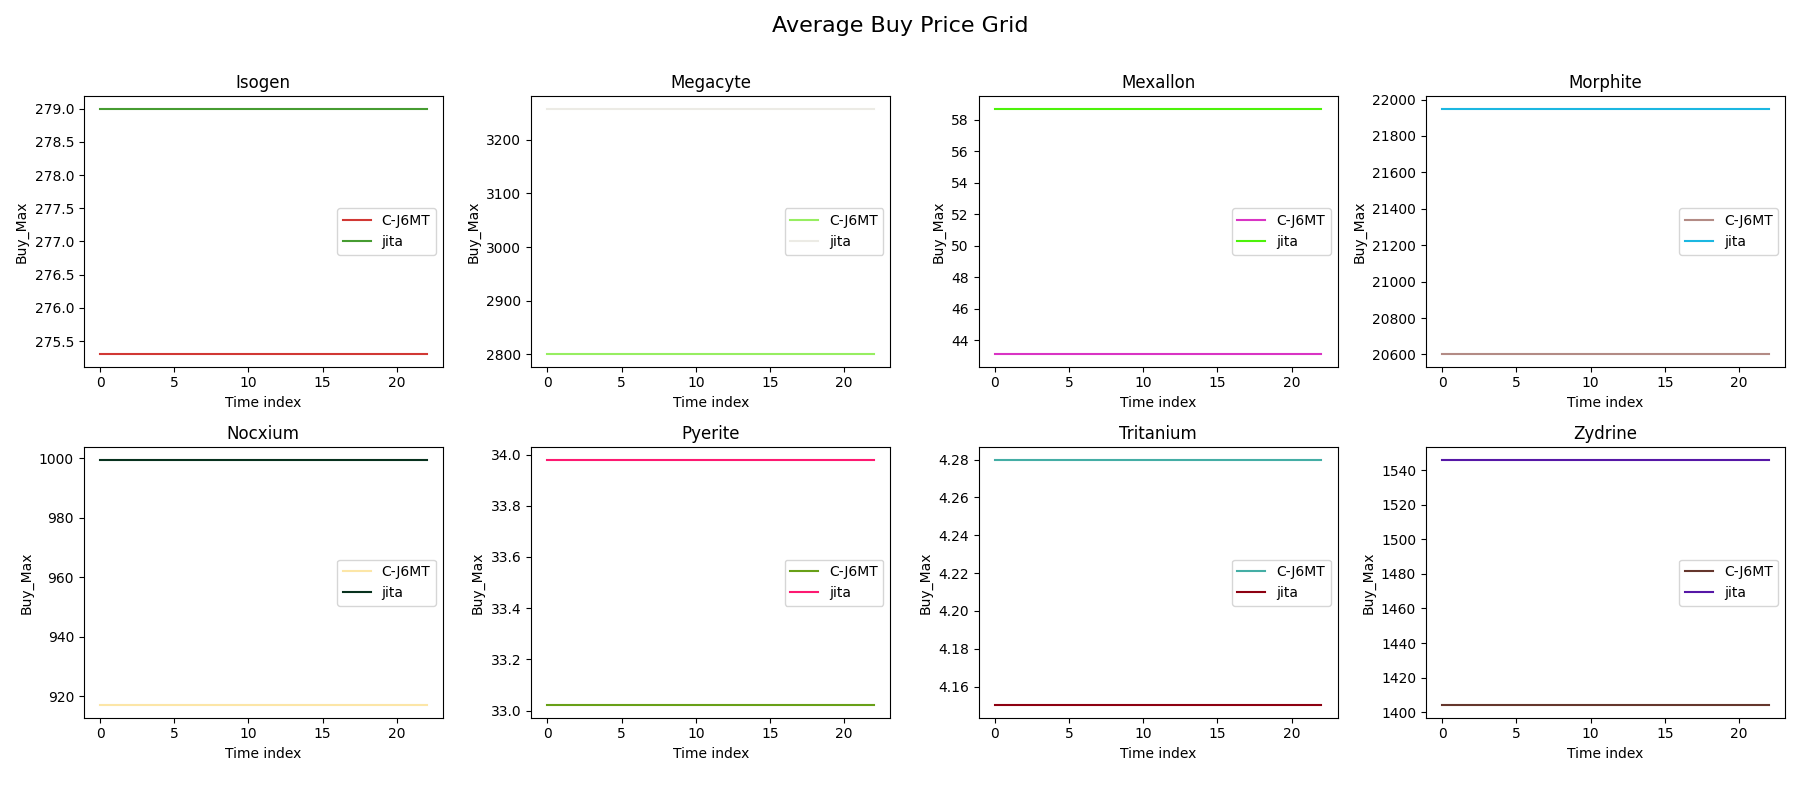 Average Buy Price Grid
Isogen
279.0
278.5
278.0
277.5
277.0
276.5
276.0
275.5
Buy_Max
C-J6MT
jita
0 5 10 15 20
Time index
Megacyte
3200
3100
3000
2900
2800
Buy_Max
C-J6MT
jita
0 5 10 15 20
Time index
Mexallon
58
56
54
52
50
48
46
44
Buy_Max
C-J6MT
jita
0 5 10 15 20
Time index
Morphite
22000
21800
21600
21400
21200
21000
20800
20600
Buy_Max
C-J6MT
jita
0 5 10 15 20
Time index
Nocxium
1000
980
960
940
920
Buy_Max
C-J6MT
jita
0 5 10 15 20
Time index
Pyerite
34.0
33.8
33.6
33.4
33.2
33.0
Buy_Max
C-J6MT
jita
0 5 10 15 20
Time index
Tritanium
4.28
4.26
4.24
4.22
4.20
4.18
4.16
Buy_Max
C-J6MT
jita
0 5 10 15 20
Time index
Zydrine
1540
1520
1500
1480
1460
1440
1420
1400
Buy_Max
C-J6MT
jita
0 5 10 15 20
Time index